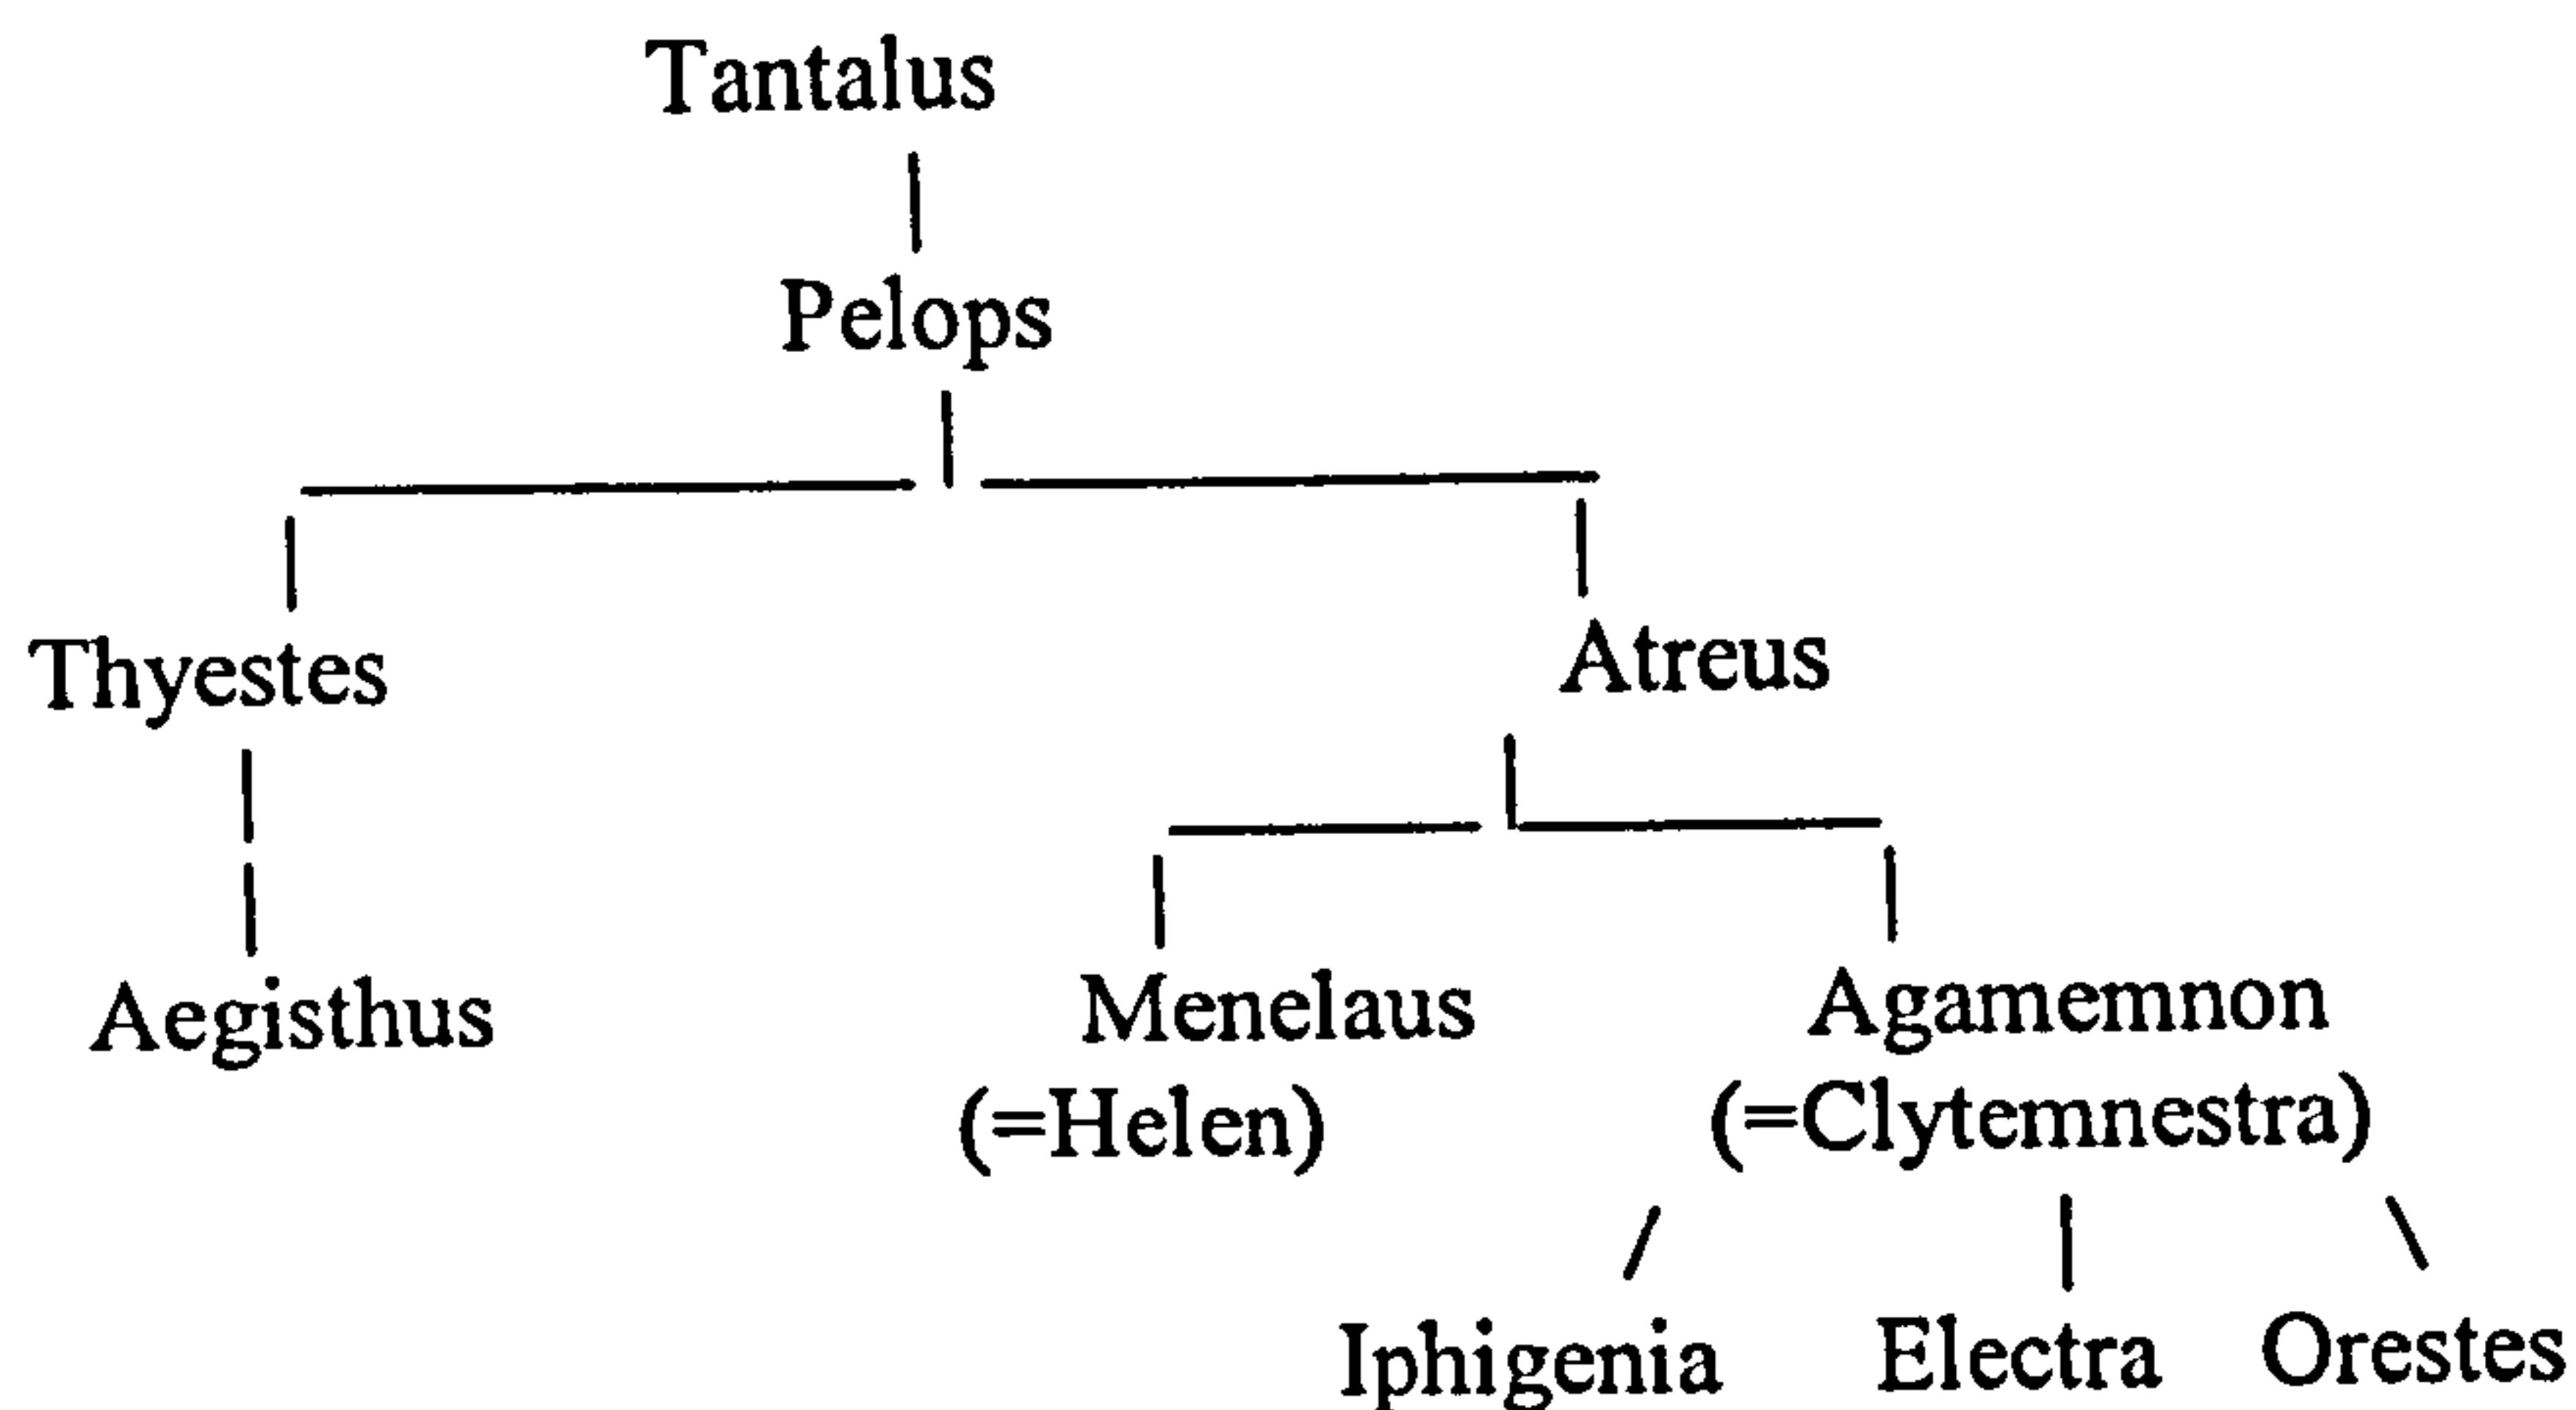 Tantalus
Pelops
Thyestes Atreus
Aegisthus Menelaus Agamemnon
(=Helen) (=Clytemnestra)
Iphigenia Electra Orestes